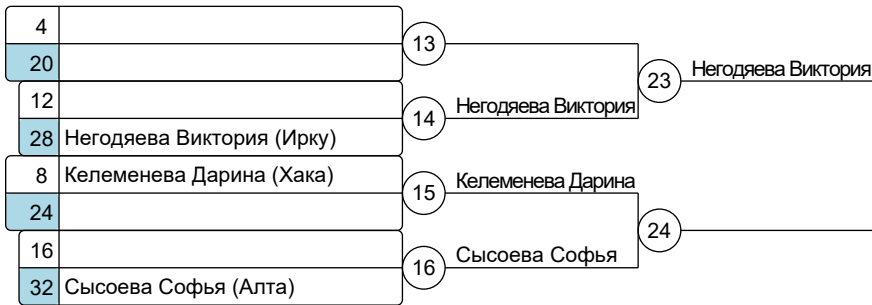 4
13
20
23
Негодяева Виктория
12
14
Негодяева Виктория
28 Негодяева Виктория (Ирку)
8 Келеменева Дарина (Хака)
15
Келеменева Дарина
24
24
16
16
Сысоева Софья
32 Сысоева Софья (Алта)